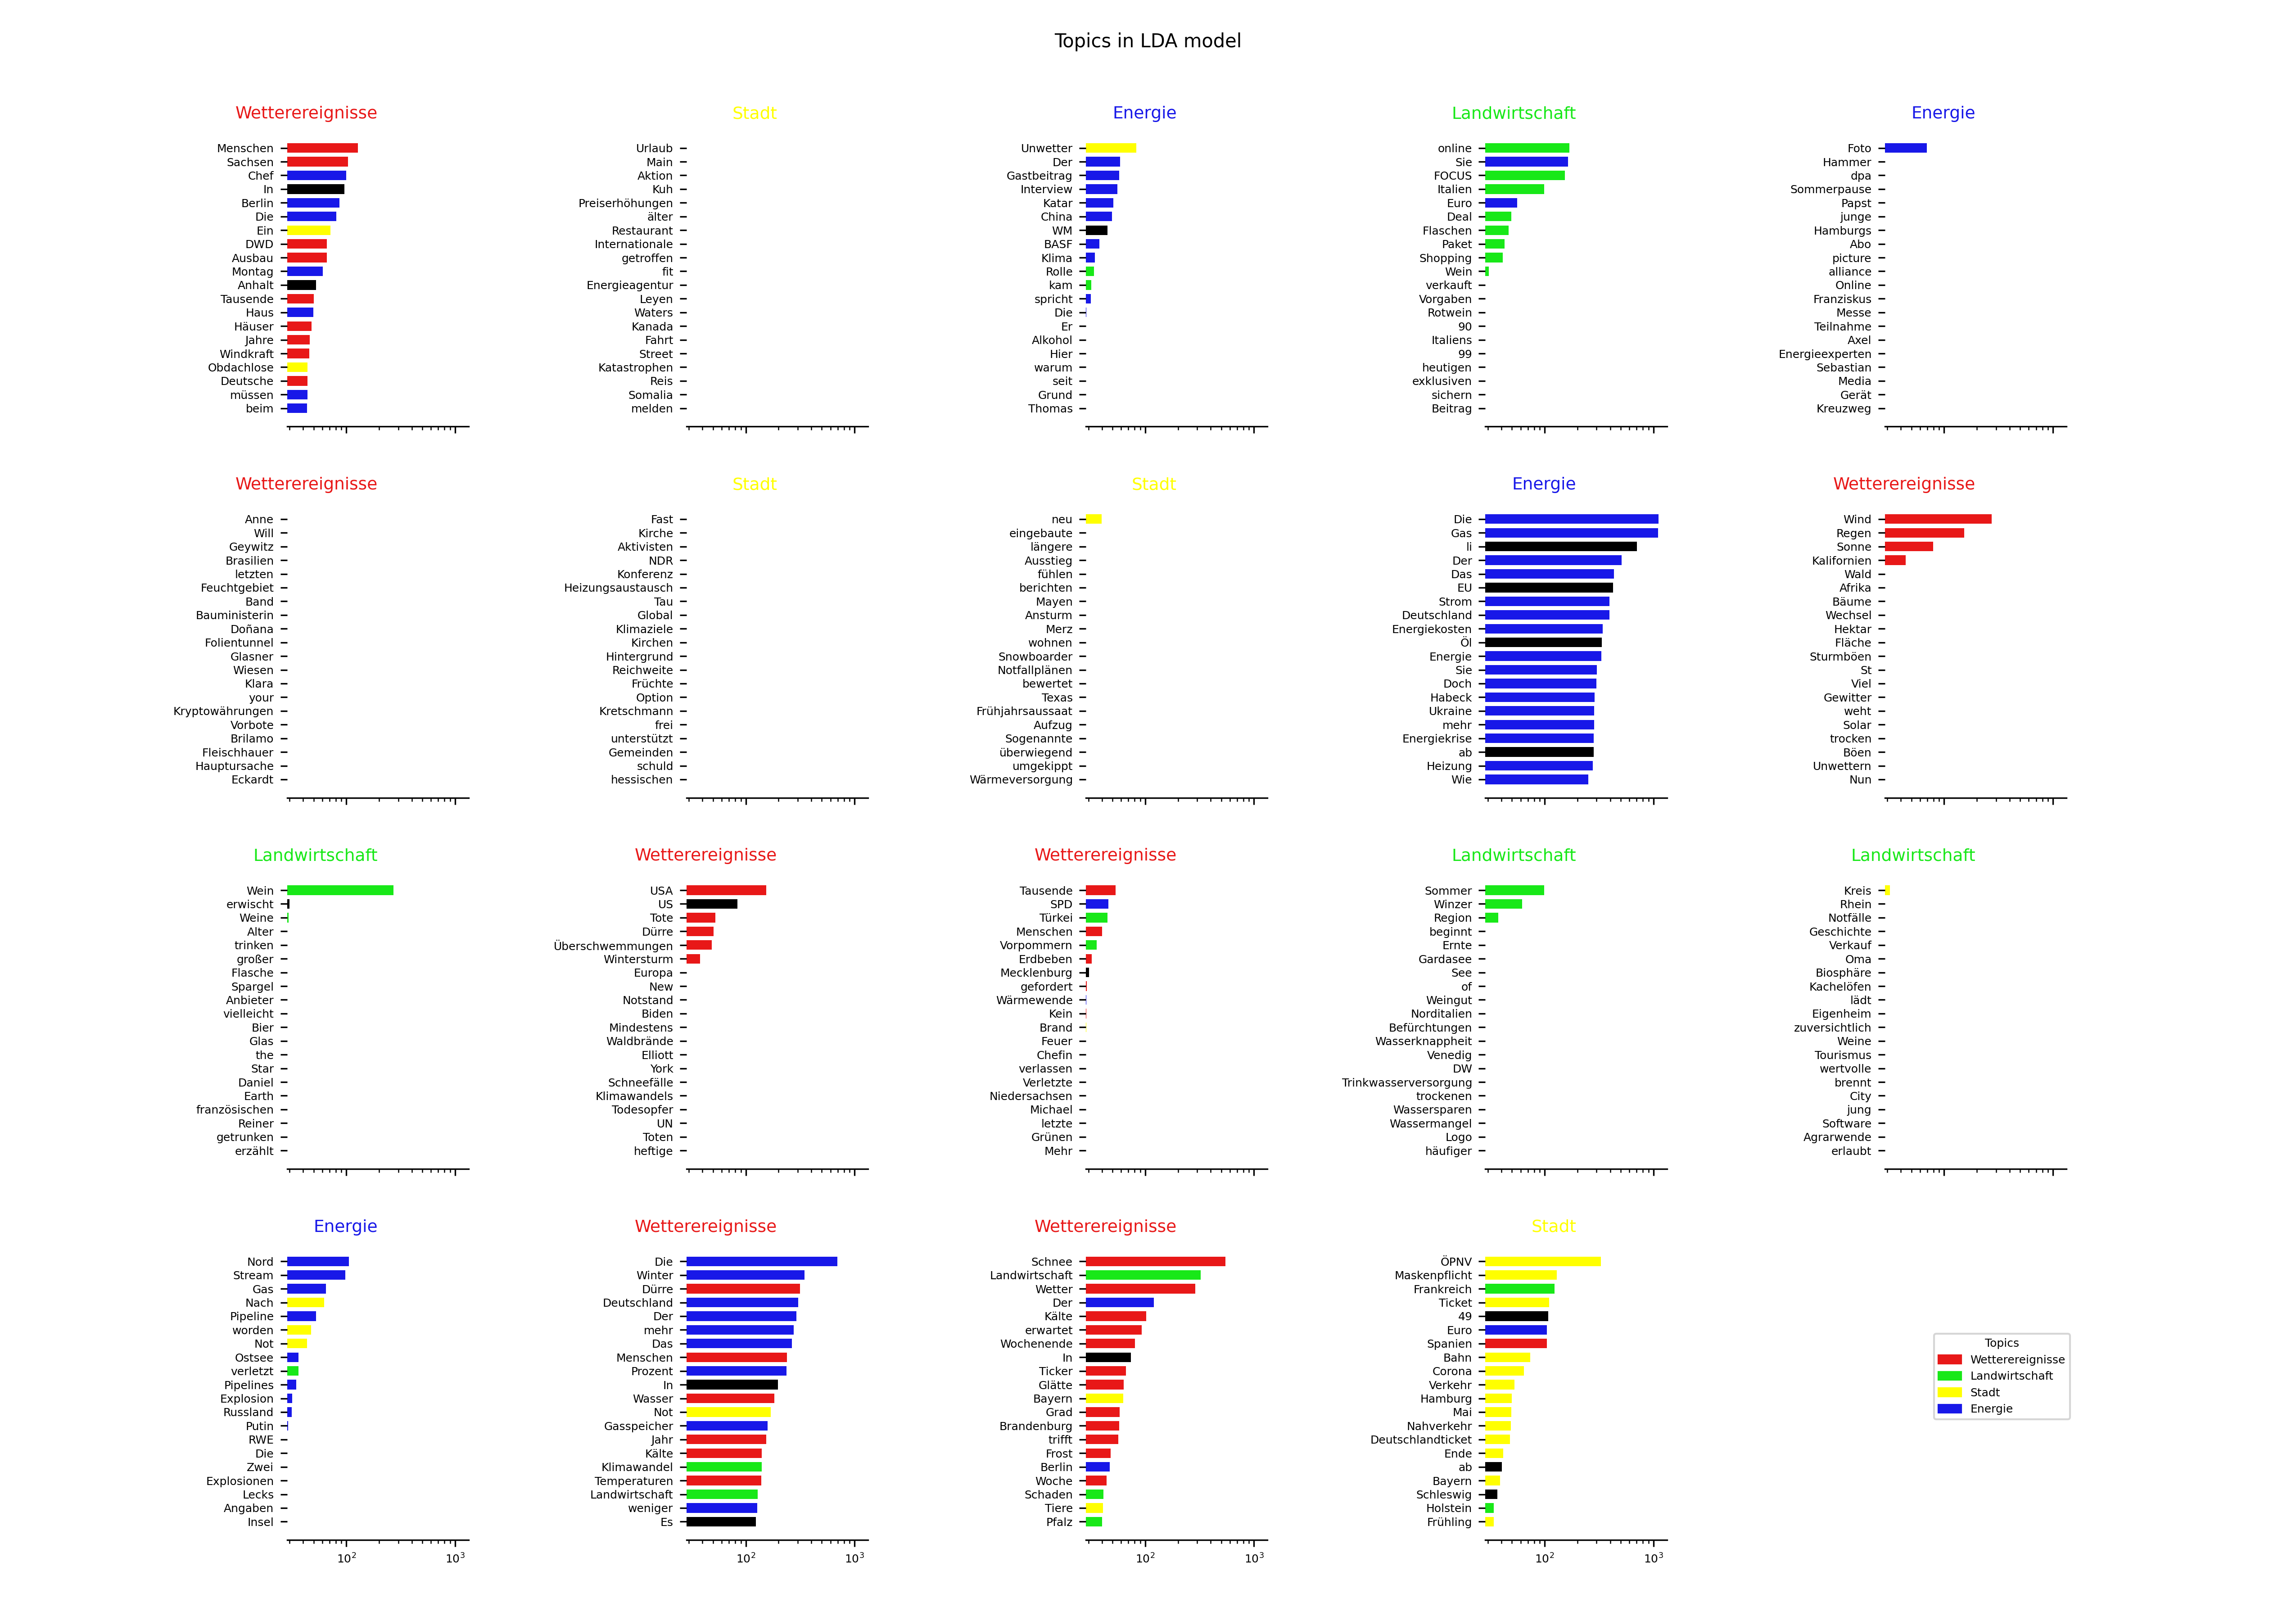 Topics in LDA model
Wetterereignisse
Menschen
Sachsen
Chef
In
Berlin
Die
Ein
DWD
Ausbau
Montag
Anhalt
Tausende
Haus
Häuser
Jahre
Windkraft
Obdachlose
Deutsche
müssen
beim
Stadt
Urlaub
Main
Aktion
Kuh
Preiserhöhungen
älter
Restaurant
Internationale
getroffen
fit
Energieagentur
Leyen
Waters
Kanada
Fahrt
Street
Katastrophen
Reis
Somalia
melden
Energie
Unwetter
Der
Gastbeitrag
Interview
Katar
China
WM
BASF
Klima
Rolle
kam
spricht
Die
Er
Alkohol
Hier
warum
seit
Grund
Thomas
Landwirtschaft
online
Sie
FOCUS
Italien
Euro
Deal
Flaschen
Paket
Shopping
Wein
verkauft
Vorgaben
Rotwein
90
Italiens
99
heutigen
exklusiven
sichern
Beitrag
Energie
Foto
Hammer
dpa
Sommerpause
Papst
junge
Hamburgs
Abo
picture
alliance
Online
Franziskus
Messe
Teilnahme
Axel
Energieexperten
Sebastian
Media
Gerät
Kreuzweg
Wetterereignisse
Anne
Will
Geywitz
Brasilien
letzten
Feuchtgebiet
Band
Bauministerin
Doñana
Folientunnel
Glasner
Wiesen
Klara
your
Kryptowährungen
Vorbote
Brilamo
Fleischhauer
Hauptursache
Eckardt
Stadt
Fast
Kirche
Aktivisten
NDR
Konferenz
Heizungsaustausch
Tau
Global
Klimaziele
Kirchen
Hintergrund
Reichweite
Früchte
Option
Kretschmann
frei
unterstützt
Gemeinden
schuld
hessischen
Stadt
neu
eingebaute
längere
Ausstieg
fühlen
berichten
Mayen
Ansturm
Merz
wohnen
Snowboarder
Notfallplänen
bewertet
Texas
Frühjahrsaussaat
Aufzug
Sogenannte
überwiegend
umgekippt
Wärmeversorgung
Energie
Die
Gas
li
Der
Das
EU
Strom
Deutschland
Energiekosten
Öl
Energie
Sie
Doch
Habeck
Ukraine
mehr
Energiekrise
ab
Heizung
Wie
Wetterereignisse
Wind
Regen
Sonne
Kalifornien
Wald
Afrika
Bäume
Wechsel
Hektar
Fläche
Sturmböen
St
Viel
Gewitter
weht
Solar
trocken
Böen
Unwettern
Nun
Landwirtschaft
Wein
erwischt
Weine
Alter
trinken
großer
Flasche
Spargel
Anbieter
vielleicht
Bier
Glas
the
Star
Daniel
Earth
französischen
Reiner
getrunken
erzählt
Wetterereignisse
USA
US
Tote
Dürre
Überschwemmungen
Wintersturm
Europa
New
Notstand
Biden
Mindestens
Waldbrände
Elliott
York
Schneefälle
Klimawandels
Todesopfer
UN
Toten
heftige
Wetterereignisse
Tausende
SPD
Türkei
Menschen
Vorpommern
Erdbeben
Mecklenburg
gefordert
Wärmewende
Kein
Brand
Feuer
Chefin
verlassen
Verletzte
Niedersachsen
Michael
letzte
Grünen
Mehr
Landwirtschaft
Sommer
Winzer
Region
beginnt
Ernte
Gardasee
See
of
Weingut
Norditalien
Befürchtungen
Wasserknappheit
Venedig
DW
Trinkwasserversorgung
trockenen
Wassersparen
Wassermangel
Logo
häufiger
Landwirtschaft
Kreis
Rhein
Notfälle
Geschichte
Verkauf
Oma
Biosphäre
Kachelöfen
lädt
Eigenheim
zuversichtlich
Weine
Tourismus
wertvolle
brennt
City
jung
Software
Agrarwende
erlaubt
Energie
Nord
Stream
Gas
Nach
Pipeline
worden
Not
Ostsee
verletzt
Pipelines
Explosion
Russland
Putin
RWE
Die
Zwei
Explosionen
Lecks
Angaben
Insel
10² 10³
Wetterereignisse
Die
Winter
Dürre
Deutschland
Der
mehr
Das
Menschen
Prozent
In
Wasser
Not
Gasspeicher
Jahr
Kälte
Klimawandel
Temperaturen
Landwirtschaft
weniger
Es
10² 10³
Wetterereignisse
Schnee
Landwirtschaft
Wetter
Der
Kälte
erwartet
Wochenende
In
Ticker
Glätte
Bayern
Grad
Brandenburg
trifft
Frost
Berlin
Woche
Schaden
Tiere
Pfalz
10² 10³
Stadt
ÖPNV
Maskenpflicht
Frankreich
Ticket
49
Euro
Spanien
Bahn
Corona
Verkehr
Hamburg
Mai
Nahverkehr
Deutschlandticket
Ende
ab
Bayern
Schleswig
Holstein
Frühling
10² 10³
Topics
Wetterereignisse
Landwirtschaft
Stadt
Energie